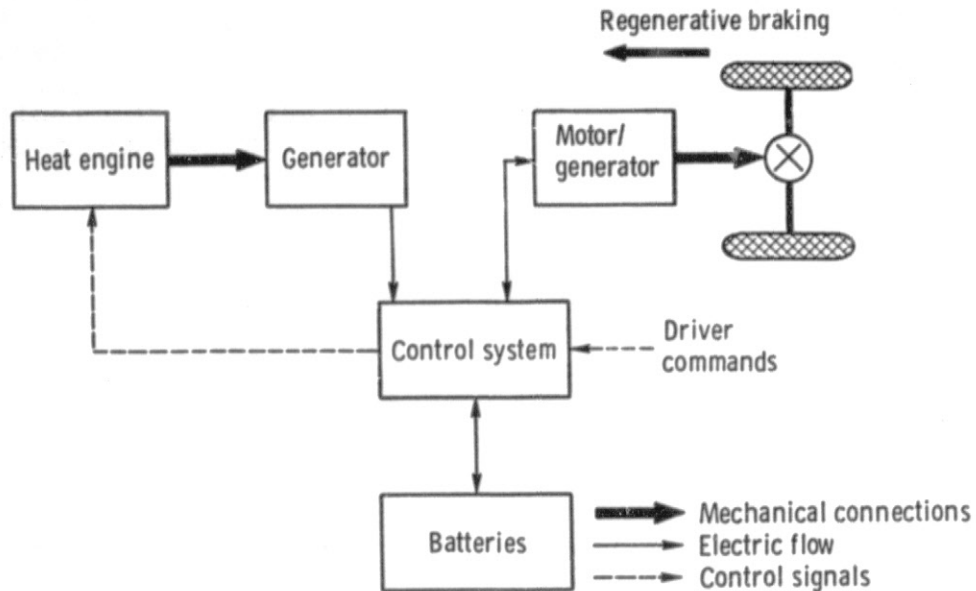 Regenerative braking
Heat engine
Generator
Motor/
generator
Control system
Driver
commands
Batteries
Mechanical connections
Electric flow
Control signals